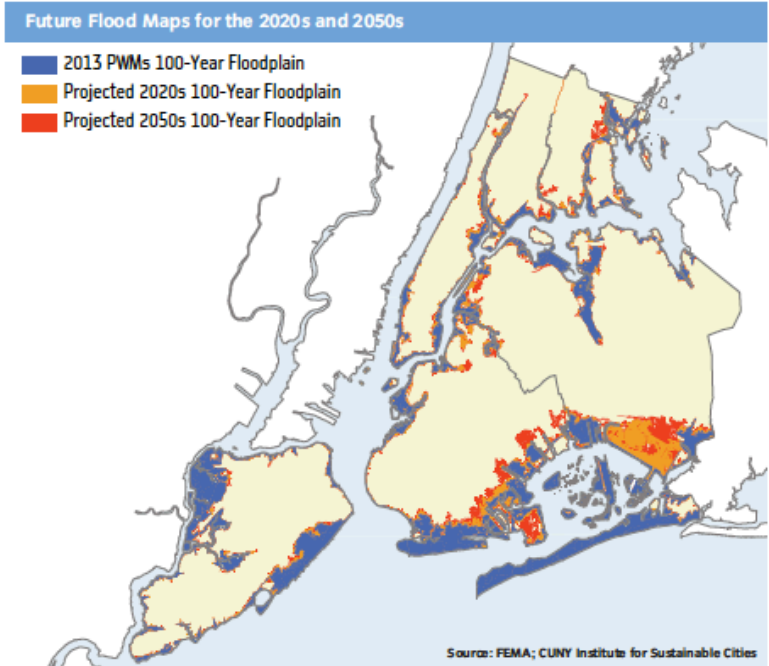 Future Flood Maps for the 2020s and 2050s
2013 PWMs 100-Year Floodplain
Projected 2020s 100-Year Floodplain
Projected 2050s 100-Year Floodplain
Source: FEMA; CUNY Institute for Sustainable Cities